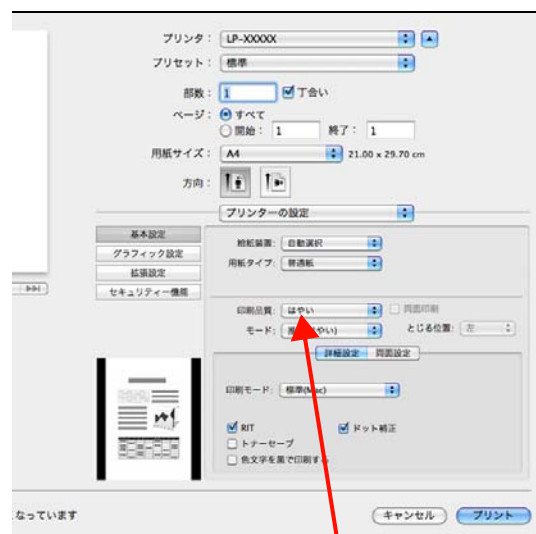 プリンタ： LP-XXXXX
プリセット： 標準
部数： 1 丁合い
ページ： すべて
開始： 1 終了： 1
用紙サイズ： A4 21.00 x 29.70 cm
方向：
プリンターの設定
基本設定
グラフィック設定
拡張設定
セキュリティー機能
給紙装置： 自動選択
用紙タイプ： 普通紙
印刷品質： はやい 両面印刷
モード： はやい) とじる位置： 左
詳細設定 両面設定
印刷モード： 標準(Mac)
RIT ドット補正
トナーセーブ
色文字を黒で印刷する
なっています キャンセル プリント